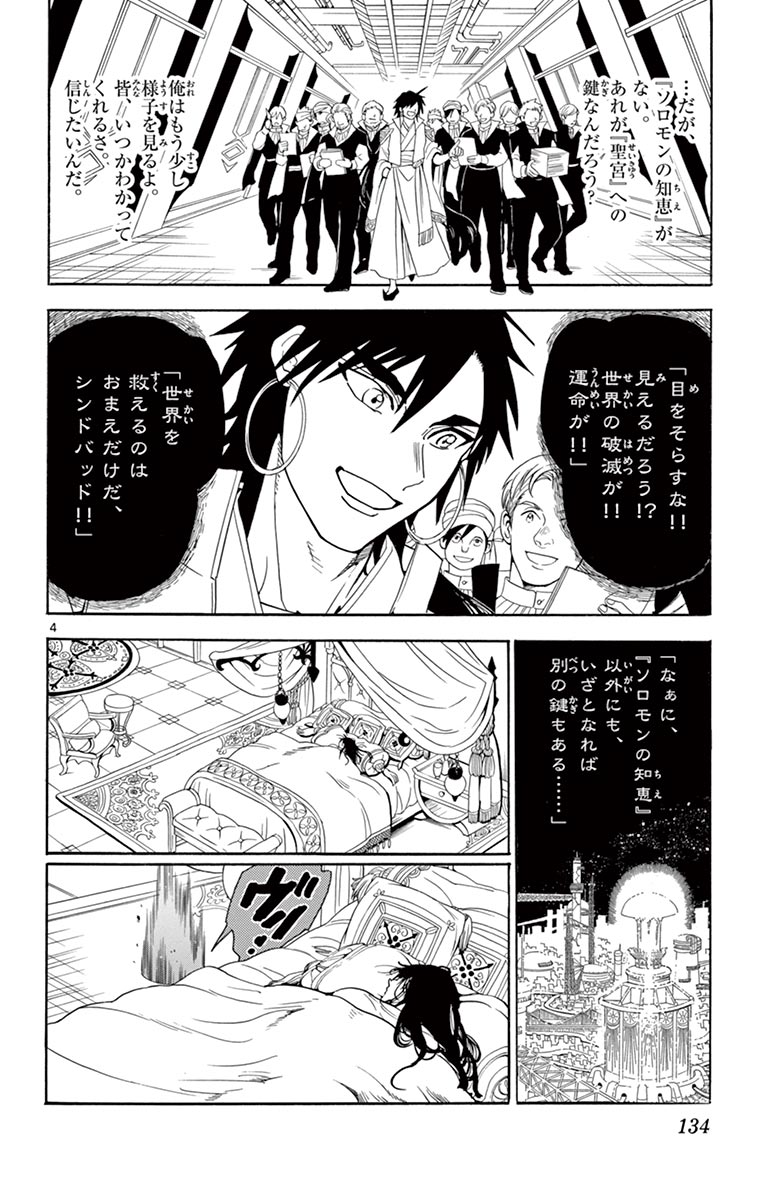 …だが、
『ソロモンの知恵』が
ない。
あれが『聖宮』への
鍵なんだろう?
俺はもう少し
様子を見るよ。
皆、いつかわかって
くれるさ。
信じたいんだ。
「目をそらすな!!
見えるだろう!?
世界の破滅が!!
運命が!!」
「世界を
救えるのは
おまえだけだ、
シンドバッド!!」
4
「なぁに、
『ソロモンの知恵』
以外にも、
いざとなれば
別の鍵もある……」
ヴ
ン
134